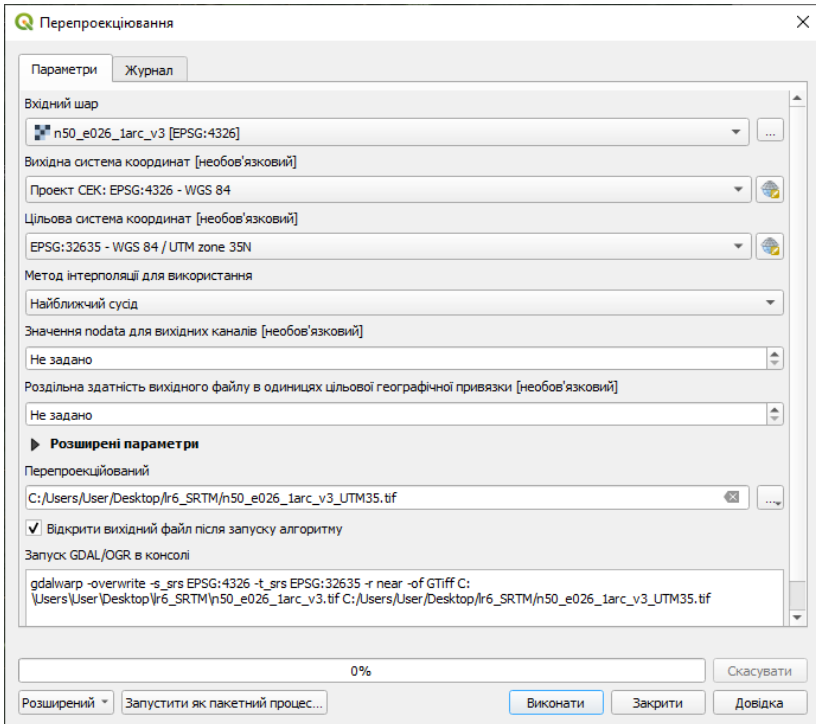 Перепроекціювання
Параметри
Журнал
Вхідний шар
n50_e026_1arc_v3 [EPSG:4326]
...
Вихідна система координат [необов'язковий]
Проект СЕК: EPSG:4326 - WGS 84
Цільова система координат [необов'язковий]
EPSG:32635 - WGS 84 / UTM zone 35N
Метод інтерполяції для використання
Найближчий сусід
Значення nodata для вихідних каналів [необов'язковий]
Не задано
Роздільна здатність вихідного файлу в одиницях цільової географічної привязки [необов'язковий]
Не задано
Розширені параметри
Перепроекційований
C:/Users/User/Desktop/lr6_SRTM/n50_e026_1arc_v3_UTM35.tif
...
Відкрити вихідний файл після запуску алгоритму
Запуск GDAL/OGR в консолі
gdalwarp -overwrite -s_srs EPSG:4326 -t_srs EPSG:32635 -r near -of GTiff C:
\Users\User\Desktop\lr6_SRTM\n50_e026_1arc_v3.tif C:/Users/User/Desktop/lr6_SRTM/n50_e026_1arc_v3_UTM35.tif
0%
Скасувати
Розширений
Запустити як пакетний процес...
Виконати
Закрити
Довідка